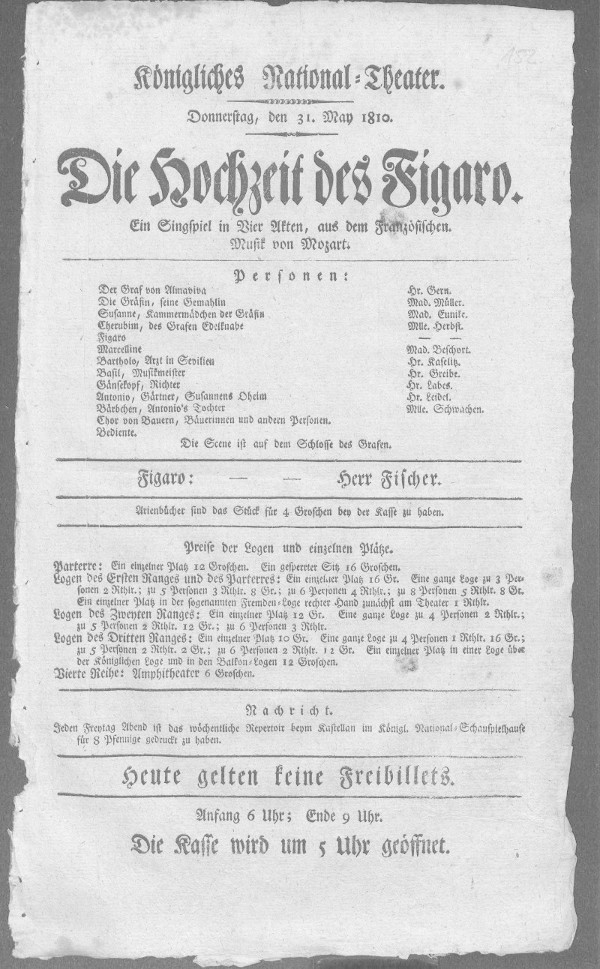 152
Königliches National-Theater.
Donnerstag, den 31. May 1810.
Die Hochzeit des Figaro.
Ein Singspiel in Vier Akten, aus dem Französischen.
Musik von Mozart.
Personen:
Der Graf von Almaviva Hr. Gern.
Die Gräfin, seine Gemahlin Mad. Müller.
Susanne, Kammermädchen der Gräfin Mad. Eunike.
Cherubim, des Grafen Edelknabe Mlle. Herbst.
Figaro — —
Marcelline Mad. Beschort.
Bartholo, Arzt in Sevilien Hr. Kaselitz.
Basil, Musikmeister Hr. Greibe.
Gänsekopf, Richter Hr. Labes.
Antonio, Gärtner, Susannens Oheim Hr. Leidel.
Bärbchen, Antonio's Tochter Mlle. Schwachen.
Chor von Bauern, Bäuerinnen und andern Personen.
Bediente.
Die Scene ist auf dem Schlosse des Grafen.
Figaro: — — Herr Fischer.
Arienbücher sind das Stück für 4 Groschen bey der Kasse zu haben.
Preise der Logen und einzelnen Plätze.
Parterre: Ein einzelner Platz 12 Groschen. Ein gesperrter Sitz 16 Groschen.
Logen des Ersten Ranges und des Parterres: Ein einzelner Platz 16 Gr. Eine ganze Loge zu 3 Per-
sonen 2 Rthlr.; zu 5 Personen 3 Rthlr. 8 Gr.; zu 6 Personen 4 Rthlr.; zu 8 Personen 5 Rthlr. 8 Gr.
Ein einzelner Platz in der sogenannten Fremden-Loge rechter Hand zunächst am Theater 1 Rthlr.
Logen des Zweyten Ranges: Ein einzelner Platz 12 Gr. Eine ganze Loge zu 4 Personen 2 Rthlr.;
zu 5 Personen 2 Rthlr. 12 Gr.; zu 6 Personen 3 Rthlr.
Logen des Dritten Ranges: Ein einzelner Platz 10 Gr. Eine ganze Loge zu 4 Personen 1 Rthlr. 16 Gr.;
zu 5 Personen 2 Rthlr. 2 Gr.; zu 6 Personen 2 Rthlr. 12 Gr. Ein einzelner Platz in einer Loge über
der Königlichen Loge und in den Balkon-Logen 12 Groschen.
Vierte Reihe: Amphitheater 6 Groschen.
Nachricht.
Jeden Freytag Abend ist das wöchentliche Repertoir beym Kastellan im Königl. National-Schauspielhause
für 8 Pfennige gedruckt zu haben.
Heute gelten keine Freibillets.
Anfang 6 Uhr; Ende 9 Uhr.
Die Kasse wird um 5 Uhr geöffnet.